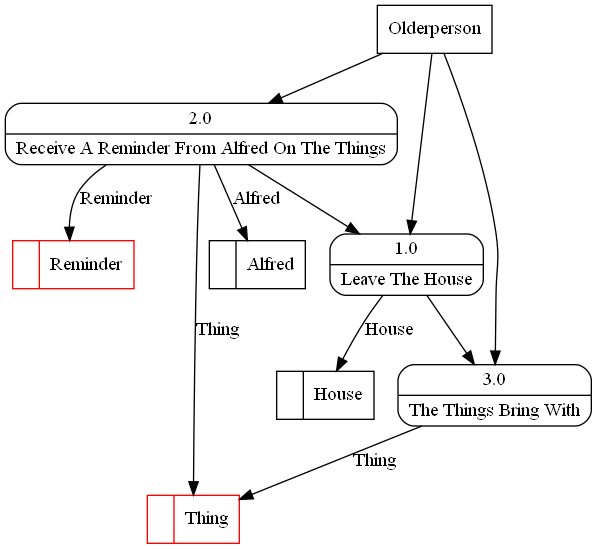 Olderperson
2.0
Receive A Reminder From Alfred On The Things
Reminder
Alfred
Reminder
Alfred
1.0
Leave The House
Thing
House
House
3.0
The Things Bring With
Thing
Thing